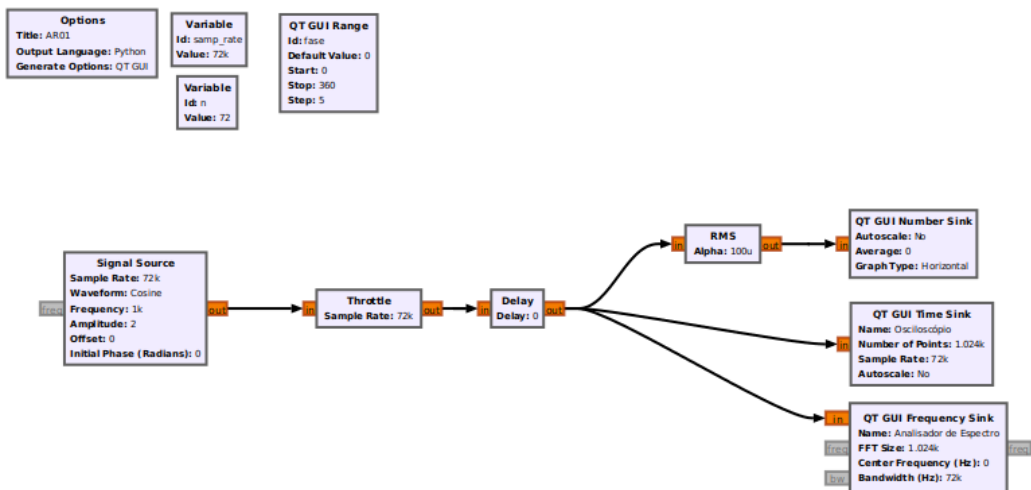 Options
Title: AR01
Output Language: Python
Generate Options: QT GUI
Variable
Id: samp_rate
Value: 72k
Variable
Id: n
Value: 72
QT GUI Range
Id: fase
Default Value: 0
Start: 0
Stop: 360
Step: 5
Signal Source
Sample Rate: 72k
Waveform: Cosine
Frequency: 1k
Amplitude: 2
Offset: 0
Initial Phase (Radians): 0
freq
out
in
Throttle
Sample Rate: 72k
out
in
Delay
Delay: 0
out
in
RMS
Alpha: 100u
out
in
QT GUI Number Sink
Autoscale: No
Average: 0
Graph Type: Horizontal
in
QT GUI Time Sink
Name: Osciloscópio
Number of Points: 1.024k
Sample Rate: 72k
Autoscale: No
in
freq
bw
QT GUI Frequency Sink
Name: Analisador de Espectro
FFT Size: 1.024k
Center Frequency (Hz): 0
Bandwidth (Hz): 72k
freq